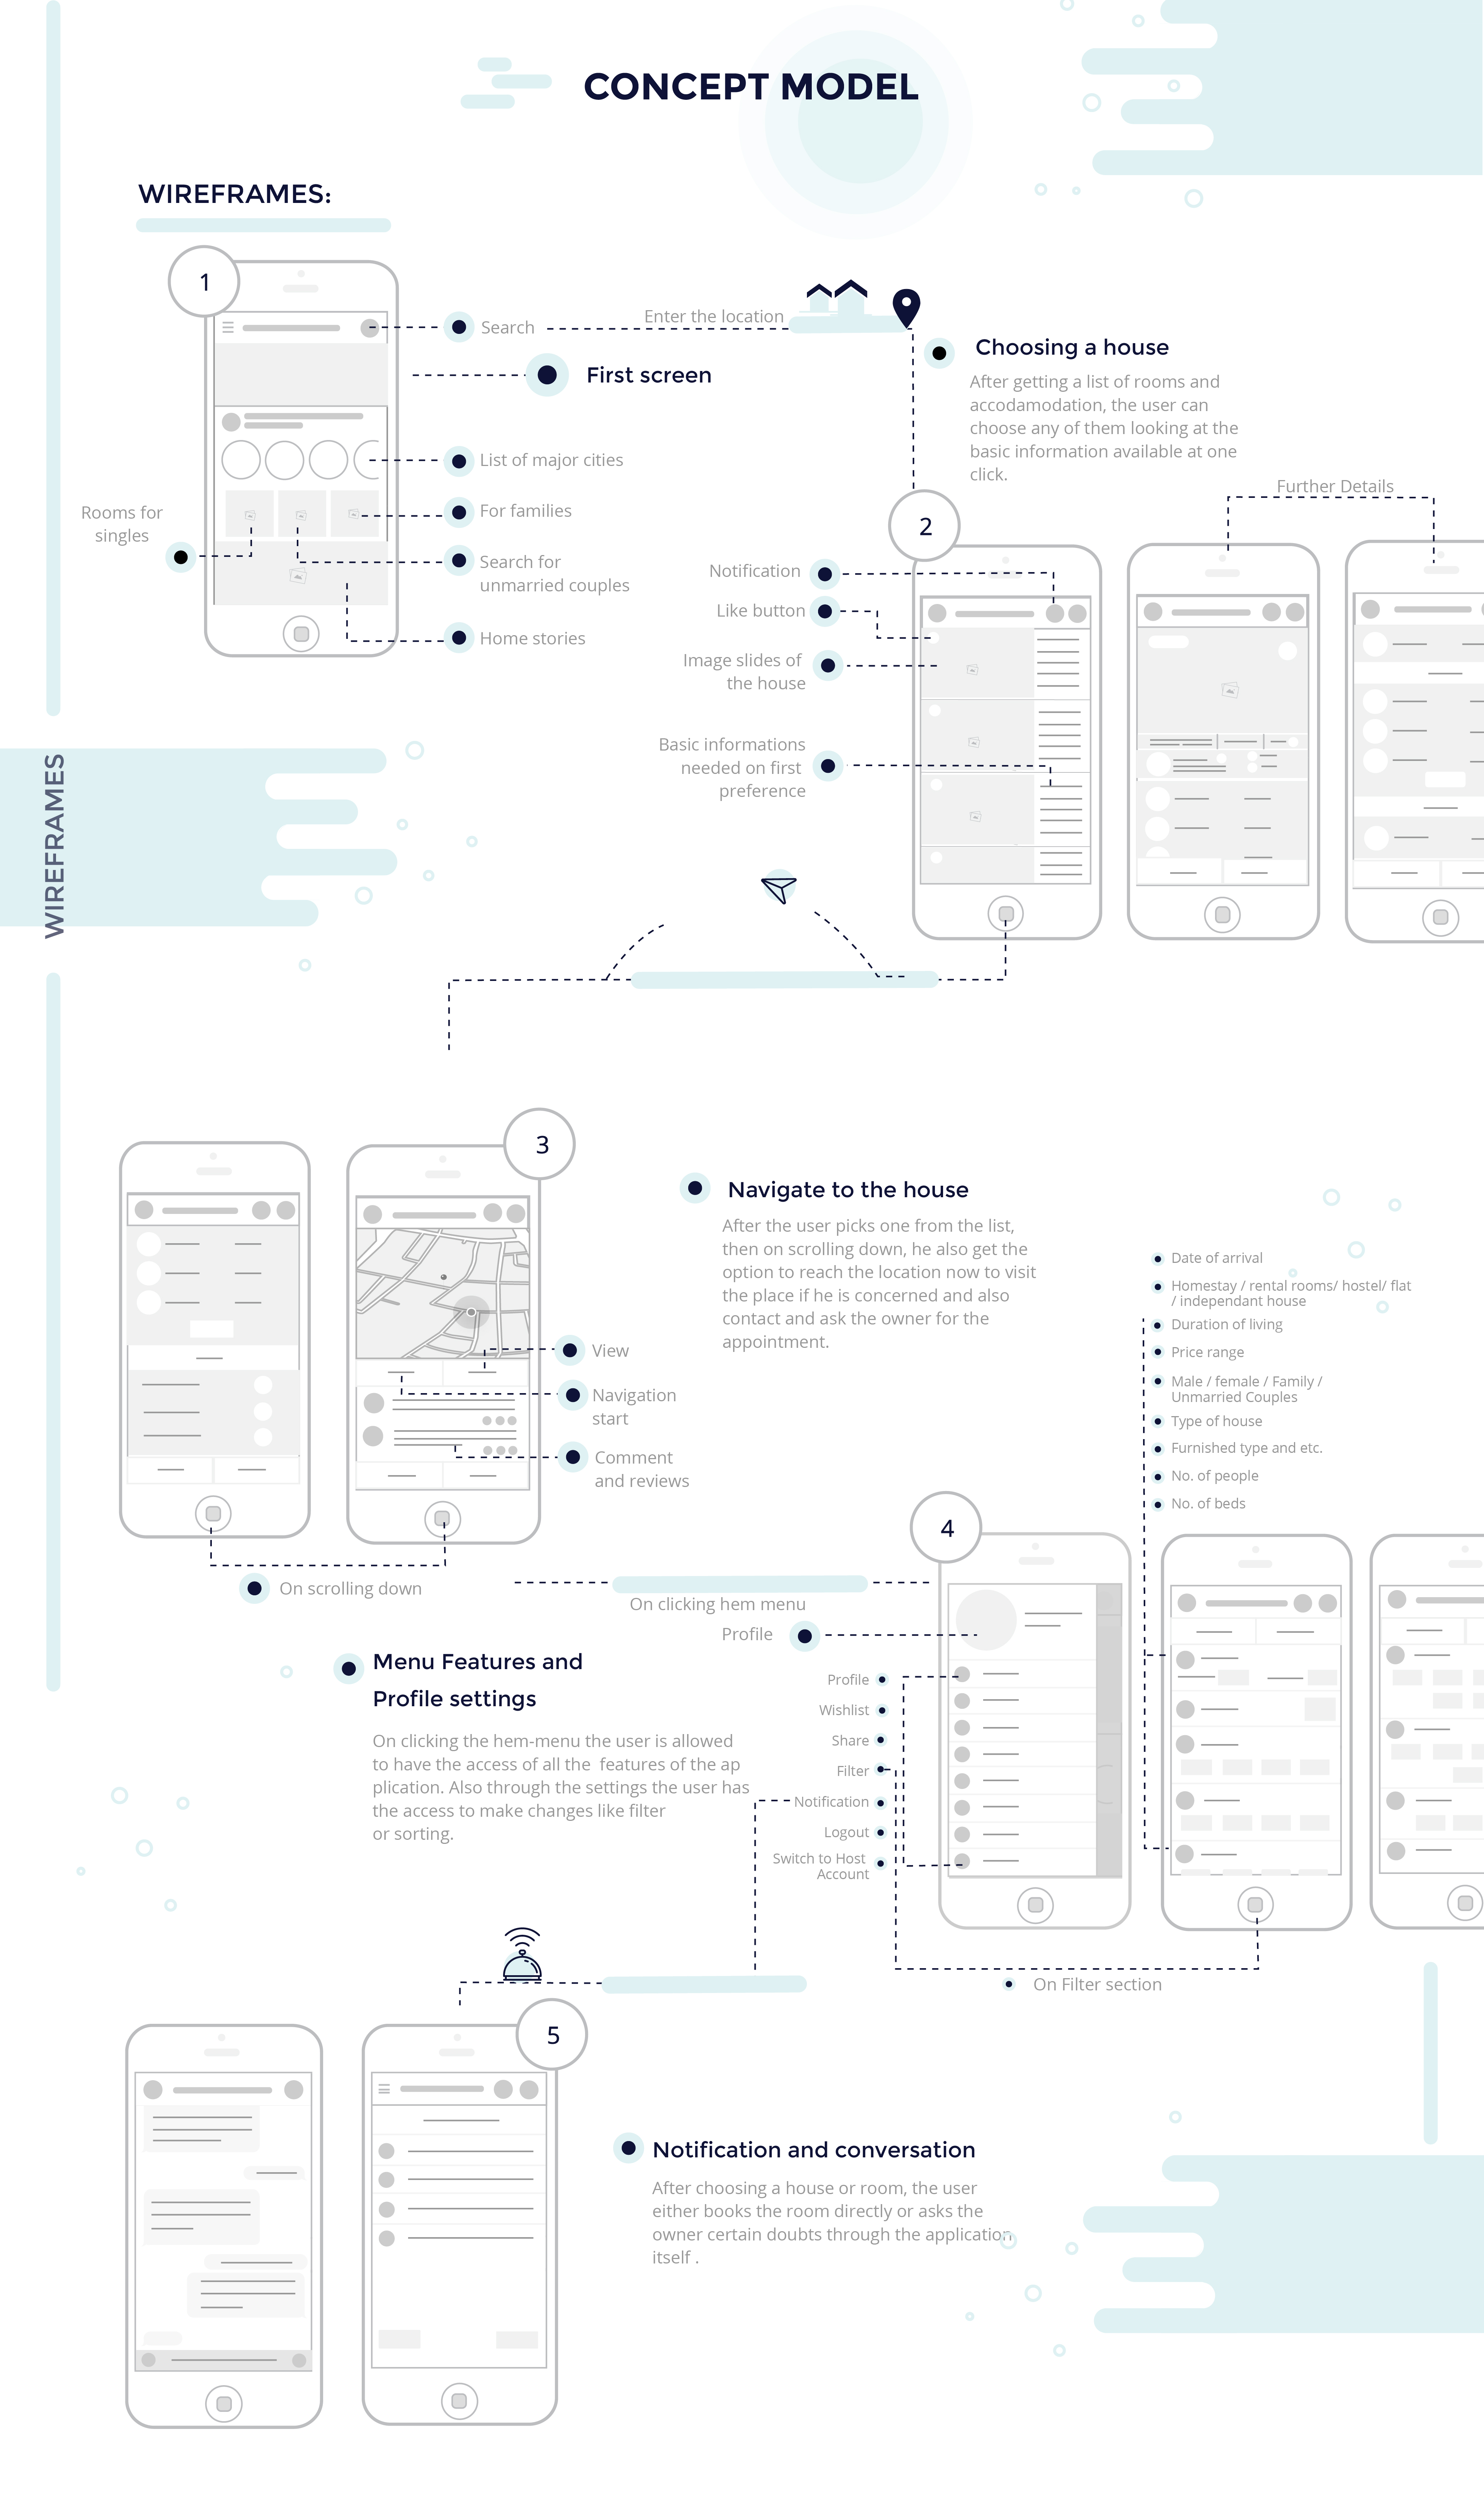 CONCEPT MODEL
WIREFRAMES:
1
Search
Enter the location
First screen
List of major cities
For families
Rooms for
singles
Search for
unmarried couples
Home stories
Choosing a house
After getting a list of rooms and
accodamodation, the user can
choose any of them looking at the
basic information available at one
click.
Further Details
2
Notification
Like button
Image slides of
the house
Basic informations
needed on first
preference
WIREFRAMES
3
Navigate to the house
After the user picks one from the list,
then on scrolling down, he also get the
option to reach the location now to visit
the place if he is concerned and also
contact and ask the owner for the
appointment.
View
Navigation
start
Comment
and reviews
On scrolling down
Date of arrival
Homestay / rental rooms/ hostel/ flat
/ independant house
Duration of living
Price range
Male / female / Family /
Unmarried Couples
Type of house
Furnished type and etc.
No. of people
No. of beds
4
On clicking hem menu
Profile
Menu Features and
Profile settings
On clicking the hem-menu the user is allowed
to have the access of all the  features of the ap
plication. Also through the settings the user has
the access to make changes like filter
or sorting.
Profile
Wishlist
Share
Filter
Notification
Logout
Switch to Host
Account
On Filter section
5
Notification and conversation
After choosing a house or room, the user
either books the room directly or asks the
owner certain doubts through the application
itself .